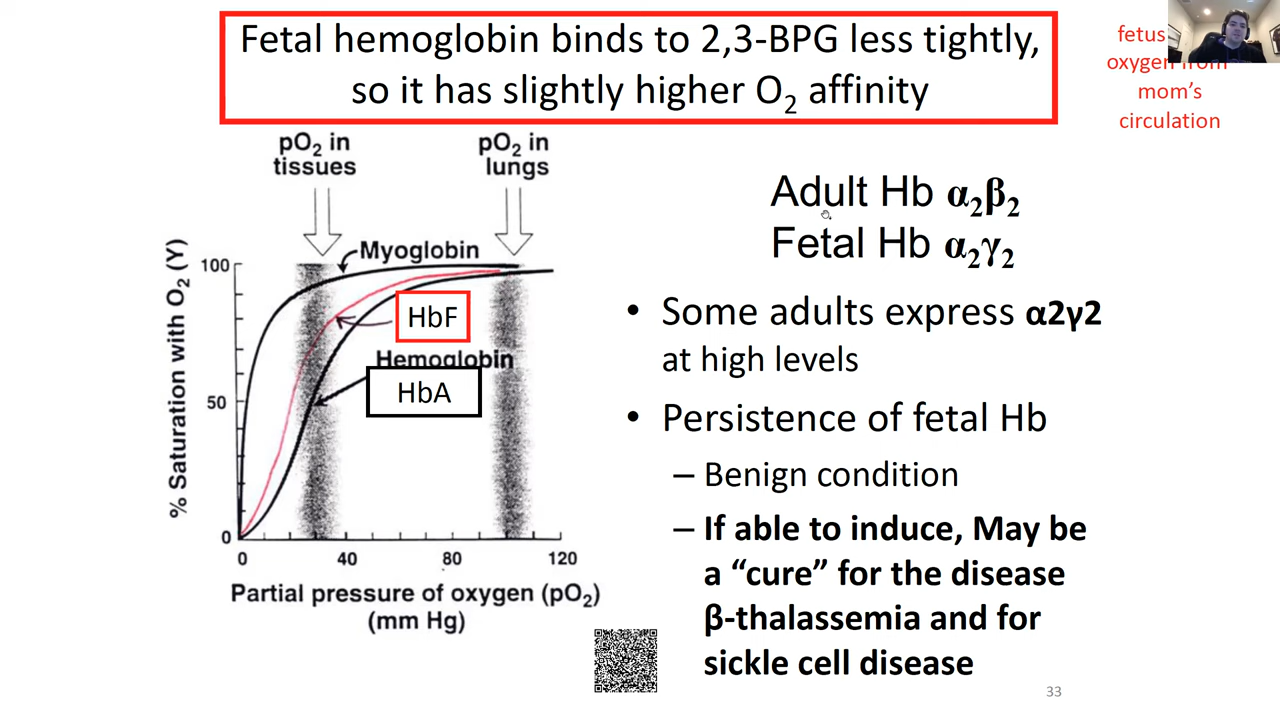 Fetal hemoglobin binds to 2,3-BPG less tightly,
so it has slightly higher O₂ affinity
fetus
oxygen from
mom's
circulation
pO₂ in
tissues
pO₂ in
lungs
Adult Hb α₂β₂
Fetal Hb α₂γ₂
% Saturation with O₂ (Y)
100
50
0
Myoglobin
HbF
Hemoglobin
HbA
0
40
80
120
Partial pressure of oxygen (pO₂)
(mm Hg)
• Some adults express α2γ2
at high levels
• Persistence of fetal Hb
– Benign condition
– If able to induce, May be
a “cure” for the disease
β-thalassemia and for
sickle cell disease
33